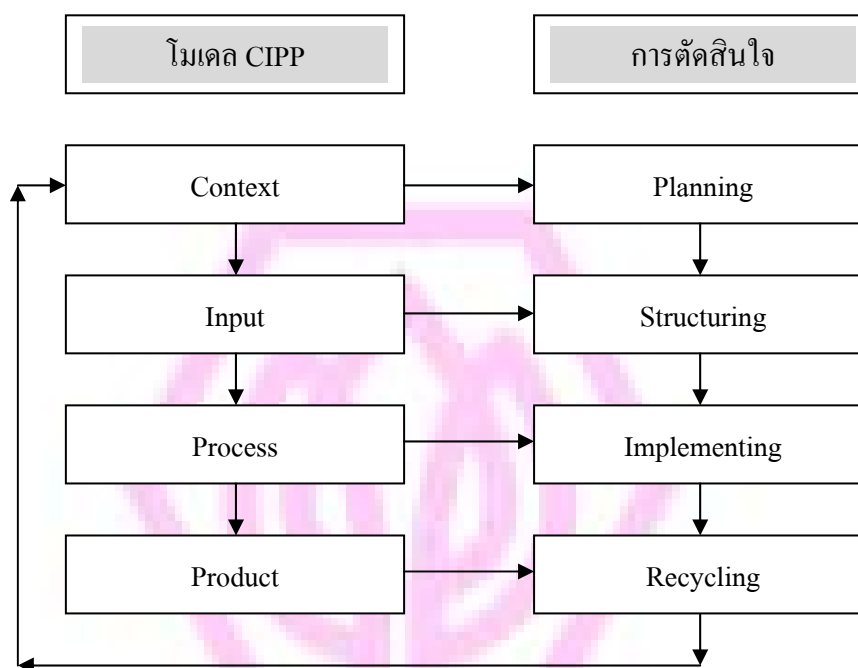 โมเดล CIPP
การตัดสินใจ
Context
Planning
Input
Structuring
Process
Implementing
Product
Recycling